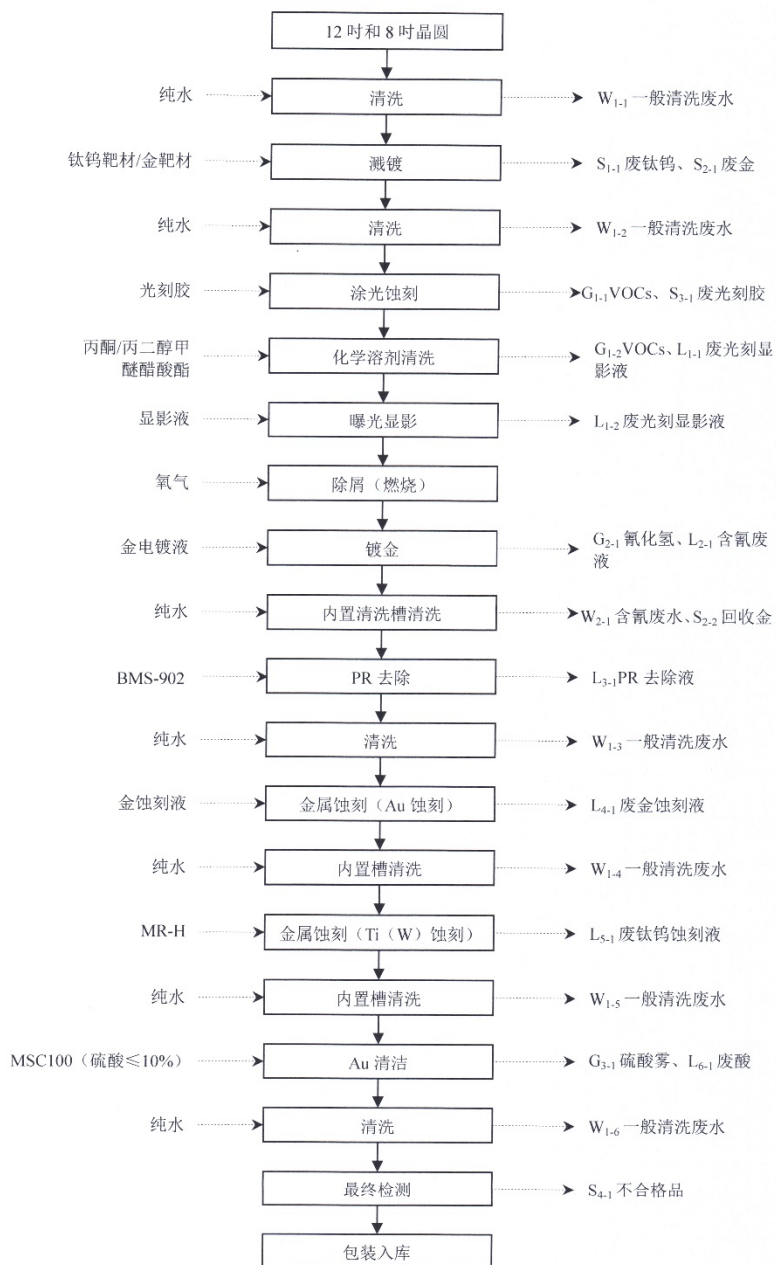 12 吋和 8 吋晶圆
纯水 清洗 W1-1 一般清洗废水
钛钨靶材/金靶材 溅镀 S1-1 废钛钨、S2-1 废金
纯水 清洗 W1-2 一般清洗废水
光刻胶 涂光蚀刻 G1-1VOCs、S3-1 废光刻胶
丙酮/丙二醇甲
醚醋酸酯
化学溶剂清洗
G1-2VOCs、L1-1 废光刻显
影液
显影液 曝光显影 L1-2 废光刻显影液
氧气 除屑（燃烧）
金电镀液 镀金
G2-1 氰化氢、L2-1 含氰废
液
纯水 内置清洗槽清洗 W2-1 含氰废水、S2-2 回收金
BMS-902 PR 去除 L3-1PR 去除液
纯水 清洗 W1-3 一般清洗废水
金蚀刻液 金属蚀刻（Au 蚀刻） L4-1 废金蚀刻液
纯水 内置槽清洗 W1-4 一般清洗废水
MR-H 金属蚀刻（Ti（W）蚀刻） L5-1 废钛钨蚀刻液
纯水 内置槽清洗 W1-5 一般清洗废水
MSC100（硫酸≤10%） Au 清洁 G3-1 硫酸雾、L6-1 废酸
纯水 清洗 W1-6 一般清洗废水
最终检测 S4-1 不合格品
包装入库